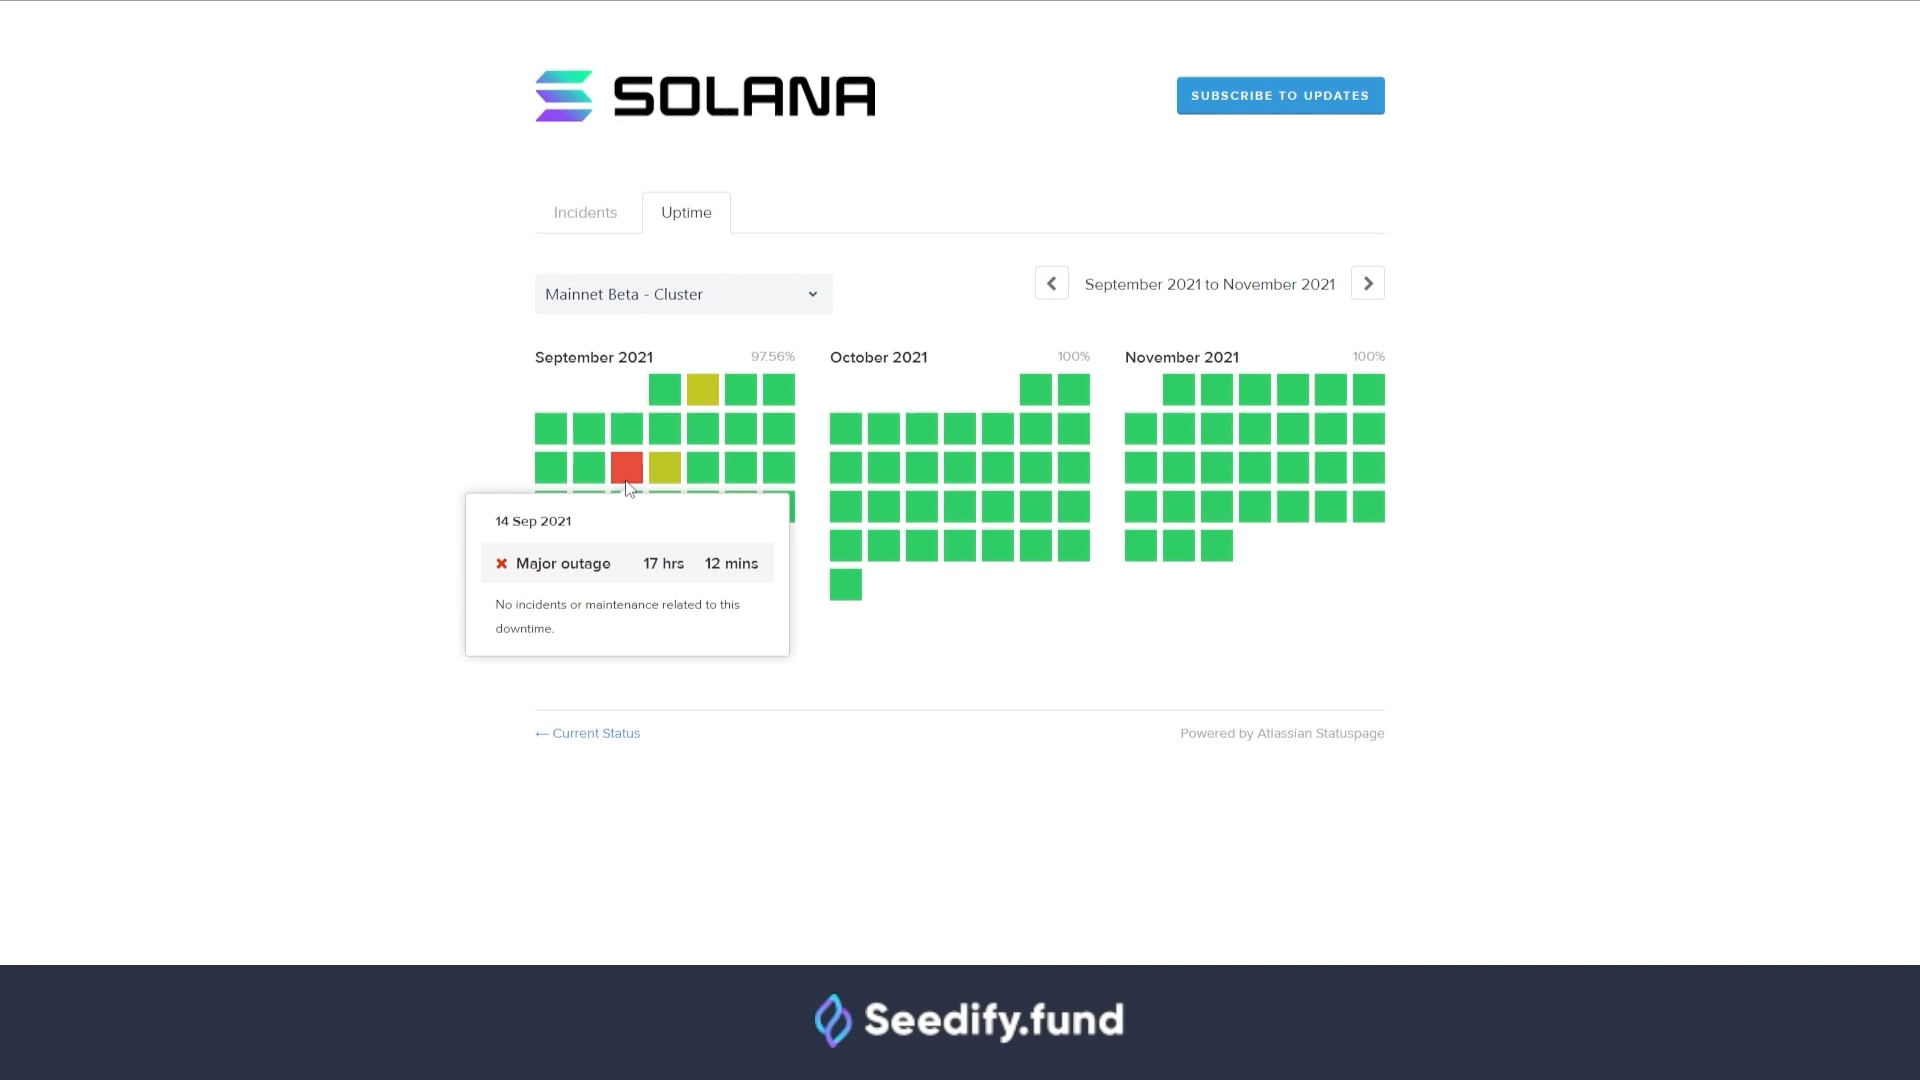 SOLANA
SUBSCRIBE TO UPDATES
Incidents
Uptime
Mainnet Beta - Cluster
September 2021 to November 2021
September 2021
97.56%
October 2021
100%
November 2021
100%
14 Sep 2021
Major outage 17 hrs 12 mins
No incidents or maintenance related to this
downtime.
← Current Status
Powered by Atlassian Statuspage
Seedify.fund